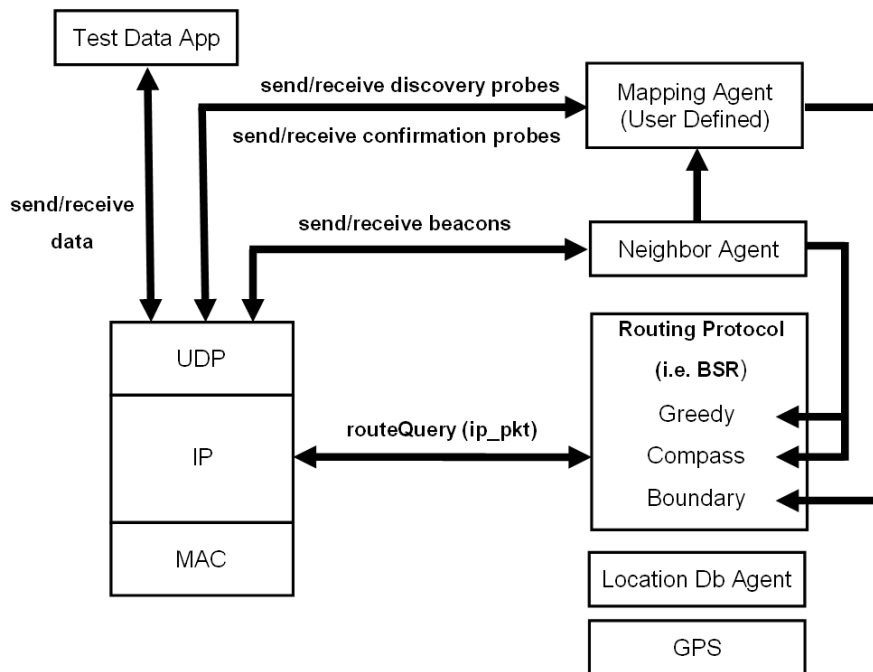 Test Data App
send/receive discovery probes
send/receive confirmation probes
Mapping Agent
(User Defined)
send/receive
data
send/receive beacons
Neighbor Agent
UDP
IP
MAC
routeQuery (ip_pkt)
Routing Protocol
(i.e. BSR)
Greedy
Compass
Boundary
Location Db Agent
GPS